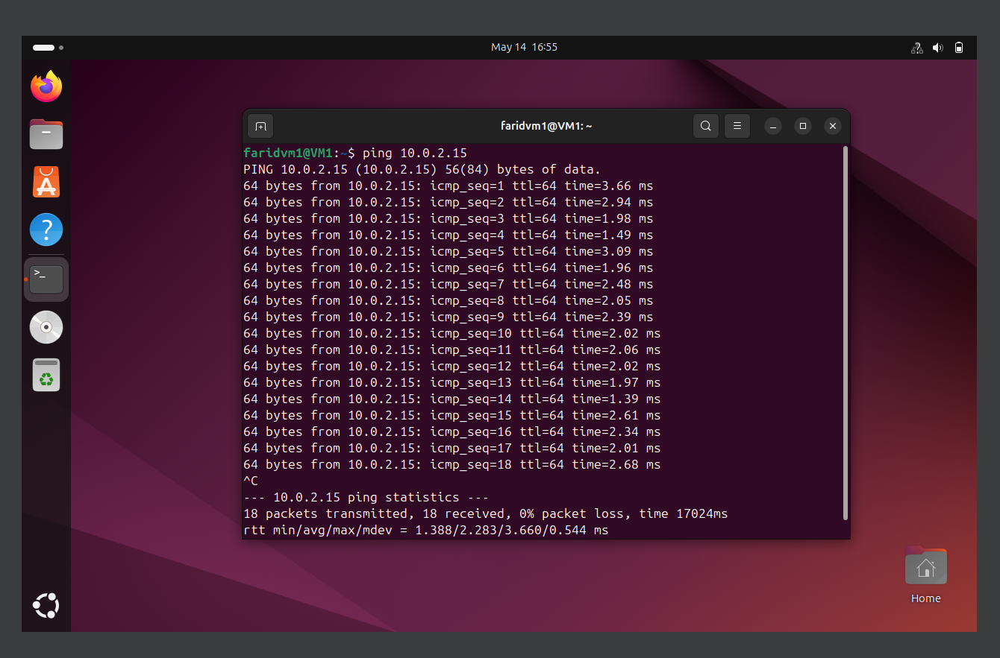 May 14 16:55
faridvm1@VM1: ~
faridvm1@VM1:~$ ping 10.0.2.15
PING 10.0.2.15 (10.0.2.15) 56(84) bytes of data.
64 bytes from 10.0.2.15: icmp_seq=1 ttl=64 time=3.66 ms
64 bytes from 10.0.2.15: icmp_seq=2 ttl=64 time=2.94 ms
64 bytes from 10.0.2.15: icmp_seq=3 ttl=64 time=1.98 ms
64 bytes from 10.0.2.15: icmp_seq=4 ttl=64 time=1.49 ms
64 bytes from 10.0.2.15: icmp_seq=5 ttl=64 time=3.09 ms
64 bytes from 10.0.2.15: icmp_seq=6 ttl=64 time=1.96 ms
64 bytes from 10.0.2.15: icmp_seq=7 ttl=64 time=2.48 ms
64 bytes from 10.0.2.15: icmp_seq=8 ttl=64 time=2.05 ms
64 bytes from 10.0.2.15: icmp_seq=9 ttl=64 time=2.39 ms
64 bytes from 10.0.2.15: icmp_seq=10 ttl=64 time=2.02 ms
64 bytes from 10.0.2.15: icmp_seq=11 ttl=64 time=2.06 ms
64 bytes from 10.0.2.15: icmp_seq=12 ttl=64 time=2.02 ms
64 bytes from 10.0.2.15: icmp_seq=13 ttl=64 time=1.97 ms
64 bytes from 10.0.2.15: icmp_seq=14 ttl=64 time=1.39 ms
64 bytes from 10.0.2.15: icmp_seq=15 ttl=64 time=2.61 ms
64 bytes from 10.0.2.15: icmp_seq=16 ttl=64 time=2.34 ms
64 bytes from 10.0.2.15: icmp_seq=17 ttl=64 time=2.01 ms
64 bytes from 10.0.2.15: icmp_seq=18 ttl=64 time=2.68 ms
^C
--- 10.0.2.15 ping statistics ---
18 packets transmitted, 18 received, 0% packet loss, time 17024ms
rtt min/avg/max/mdev = 1.388/2.283/3.660/0.544 ms
Home